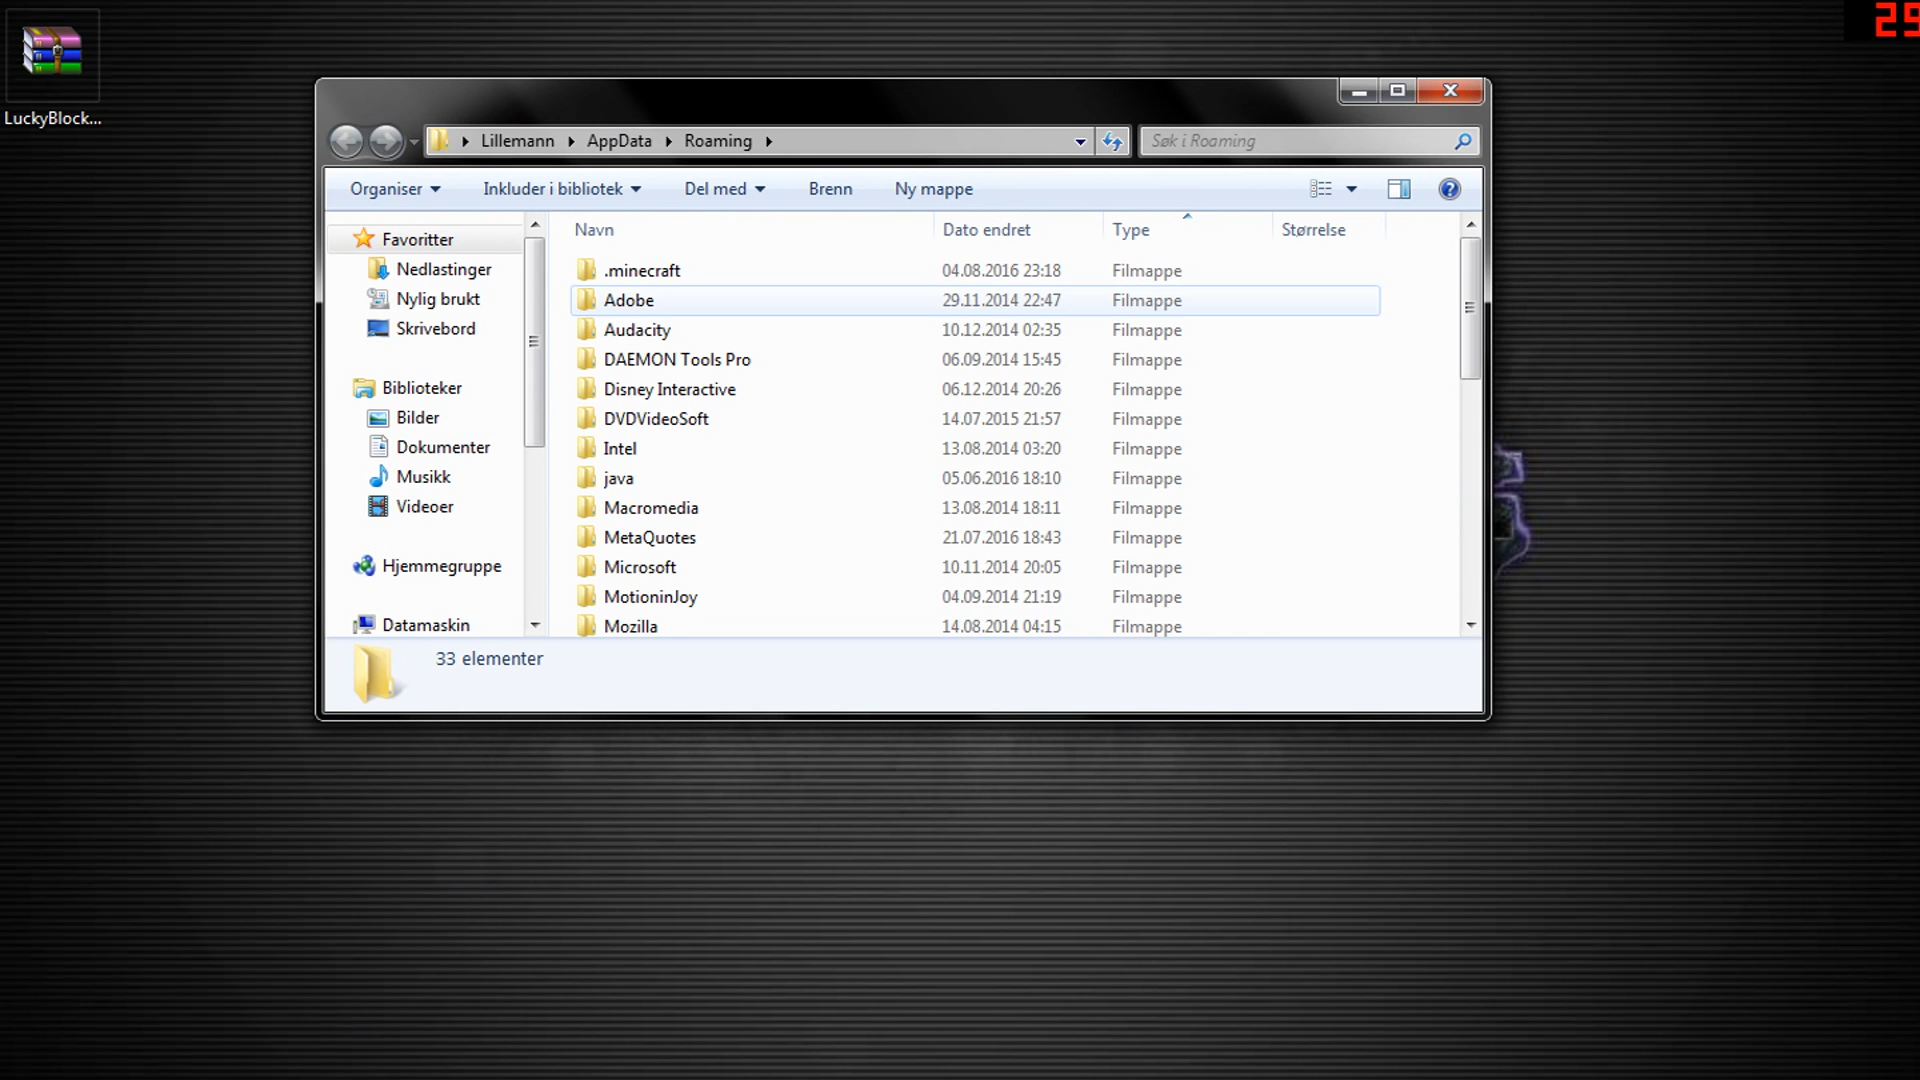 29
LuckyBlock...
Lillemann AppData Roaming Søk i Roaming
Organiser Inkluder i bibliotek Del med Brenn Ny mappe
Favoritter
Nedlastinger
Nylig brukt
Skrivebord
Biblioteker
Bilder
Dokumenter
Musikk
Videoer
Hjemmegruppe
Datamaskin
Navn Dato endret Type Størrelse
.minecraft 04.08.2016 23:18 Filmappe
Adobe 29.11.2014 22:47 Filmappe
Audacity 10.12.2014 02:35 Filmappe
DAEMON Tools Pro 06.09.2014 15:45 Filmappe
Disney Interactive 06.12.2014 20:26 Filmappe
DVDVideoSoft 14.07.2015 21:57 Filmappe
Intel 13.08.2014 03:20 Filmappe
java 05.06.2016 18:10 Filmappe
Macromedia 13.08.2014 18:11 Filmappe
MetaQuotes 21.07.2016 18:43 Filmappe
Microsoft 10.11.2014 20:05 Filmappe
MotioninJoy 04.09.2014 21:19 Filmappe
Mozilla 14.08.2014 04:15 Filmappe
33 elementer